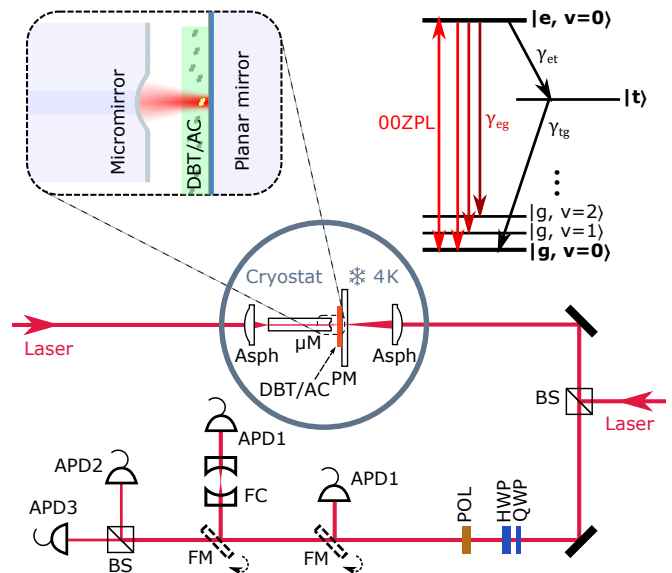 |e, v=0⟩
γet
|t⟩
00ZPL
γeg
γtg
⋮
|g, v=2⟩
|g, v=1⟩
|g, v=0⟩
Micromirror
DBT/AC
Planar mirror
Cryostat
4K
Laser
Asph
μM
PM
Asph
DBT/AC
BS
Laser
APD1
APD2
FC
APD1
APD3
POL
HWP
QWP
BS
FM
FM